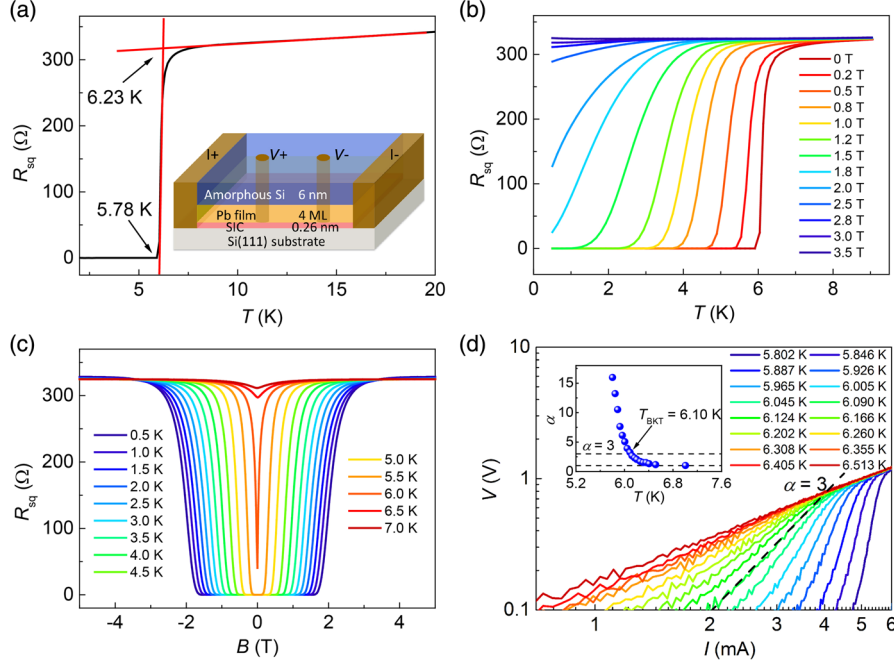 (a)
300
200
150
100
50
0
R_sq (Ω)
6.23 K
5.78 K
I+
V+
V-
I-
Amorphous Si 6 nm
Pb film 4 ML
SIC 0.26 nm
Si(111) substrate
5
10
15
20
T (K)
(b)
300
200
100
0
R_sq (Ω)
0 T
0.2 T
0.5 T
0.8 T
1.0 T
1.2 T
1.5 T
1.8 T
2.0 T
2.5 T
2.8 T
3.0 T
3.5 T
0
2
4
6
8
10
T (K)
(c)
300
200
100
0
R_sq (Ω)
0.5 K
1.0 K
1.5 K
2.0 K
2.5 K
3.0 K
3.5 K
4.0 K
4.5 K
5.0 K
5.5 K
6.0 K
6.5 K
7.0 K
-4
-2
0
2
4
B (T)
(d)
10
1
0.1
V (V)
15
10
5
0
α
α = 3
T_BKT = 6.10 K
5.2
6.0
6.8
7.6
T (K)
5.802 K 5.846 K
5.887 K 5.926 K
5.965 K 6.005 K
6.045 K 6.090 K
6.124 K 6.166 K
6.202 K 6.260 K
6.308 K 6.355 K
6.405 K 6.513 K
α = 3
1
2
3
4
5
6
I (mA)